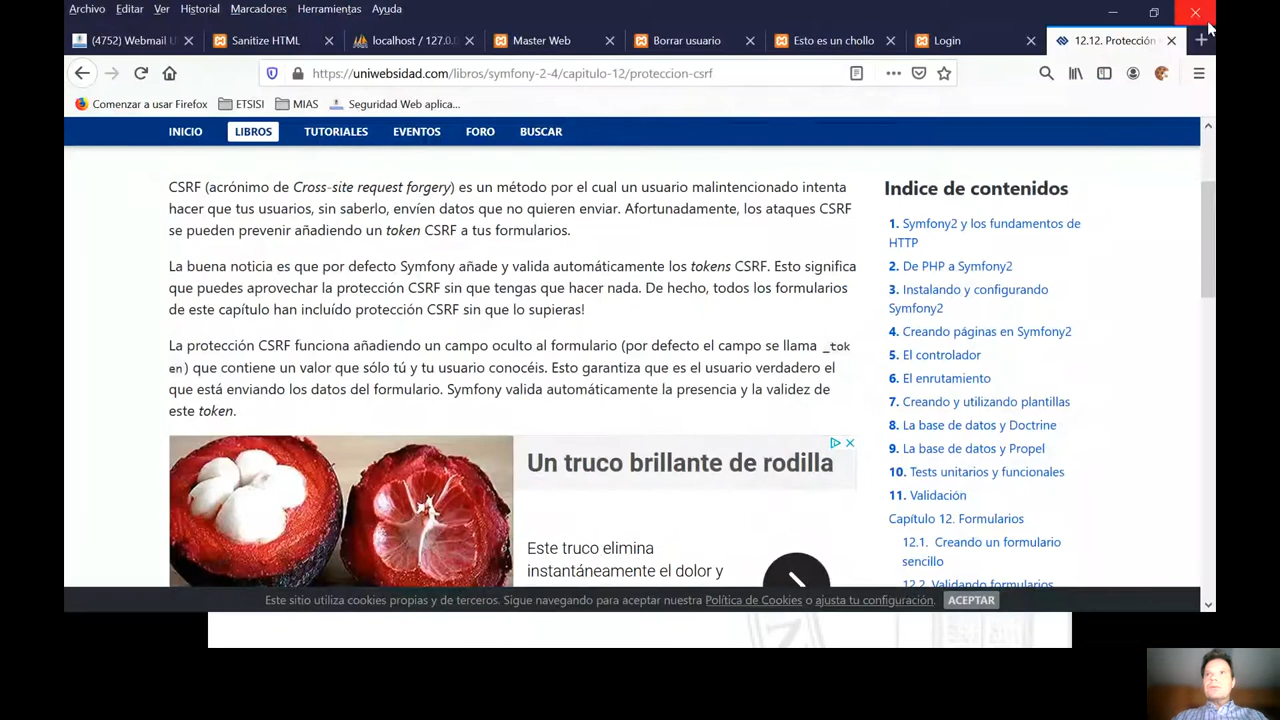 Archivo Editar Ver Historial Marcadores Herramientas Ayuda
(4752) Webmail U
Sanitize HTML
localhost / 127.0.0
Master Web
Borrar usuario
Esto es un chollo
Login
12.12. Protección
https://uniwebsidad.com/libros/symfony-2-4/capitulo-12/proteccion-csrf
Comenzar a usar Firefox ETSISI MIAS Seguridad Web aplica...
INICIO LIBROS TUTORIALES EVENTOS FORO BUSCAR
CSRF (acrónimo de Cross-site request forgery) es un método por el cual un usuario malintencionado intenta
hacer que tus usuarios, sin saberlo, envíen datos que no quieren enviar. Afortunadamente, los ataques CSRF
se pueden prevenir añadiendo un token CSRF a tus formularios.
La buena noticia es que por defecto Symfony añade y valida automáticamente los tokens CSRF. Esto significa
que puedes aprovechar la protección CSRF sin que tengas que hacer nada. De hecho, todos los formularios
de este capítulo han incluído protección CSRF sin que lo supieras!
La protección CSRF funciona añadiendo un campo oculto al formulario (por defecto el campo se llama _tok
en) que contiene un valor que sólo tú y tu usuario conocéis. Esto garantiza que es el usuario verdadero el
que está enviando los datos del formulario. Symfony valida automáticamente la presencia y la validez de
este token.
Un truco brillante de rodilla
Este truco elimina
instantáneamente el dolor y
Indice de contenidos
1. Symfony2 y los fundamentos de
HTTP
2. De PHP a Symfony2
3. Instalando y configurando
Symfony2
4. Creando páginas en Symfony2
5. El controlador
6. El enrutamiento
7. Creando y utilizando plantillas
8. La base de datos y Doctrine
9. La base de datos y Propel
10. Tests unitarios y funcionales
11. Validación
Capítulo 12. Formularios
12.1. Creando un formulario
sencillo
12.2. Validando formularios
Este sitio utiliza cookies propias y de terceros. Sigue navegando para aceptar nuestra Política de Cookies o ajusta tu configuración. ACEPTAR